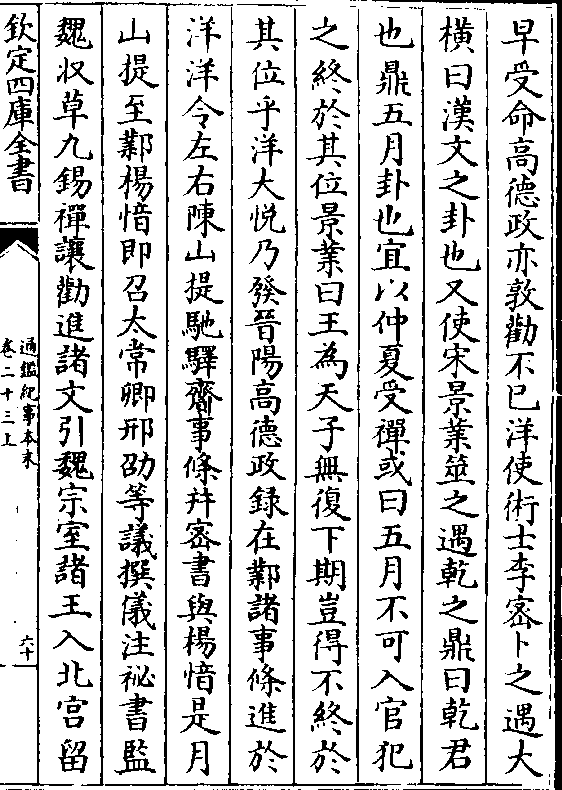 早受命高德政亦敦勸不已洋使術士李密卜之遇大
橫曰漢文之卦也又使宋景業筮之遇乾之鼎曰乾君
也鼎五月卦也宜以仲夏受禪或曰五月不可入官犯
之終於其位景業曰王為天子無復下期豈得不終於
其位乎洋大悅乃發晉陽高德政録在鄴諸事條進於
洋洋令左右陳山提馳驛齎事條并密書與楊愔是月
山提至鄴楊愔即召太常卿邢劭等議撰儀注祕書監
魏收草九錫禪讓勸進諸文引魏宗室諸王入北宫留
欽定四庫全書
通鑑紀事本末
卷二十三上
六十